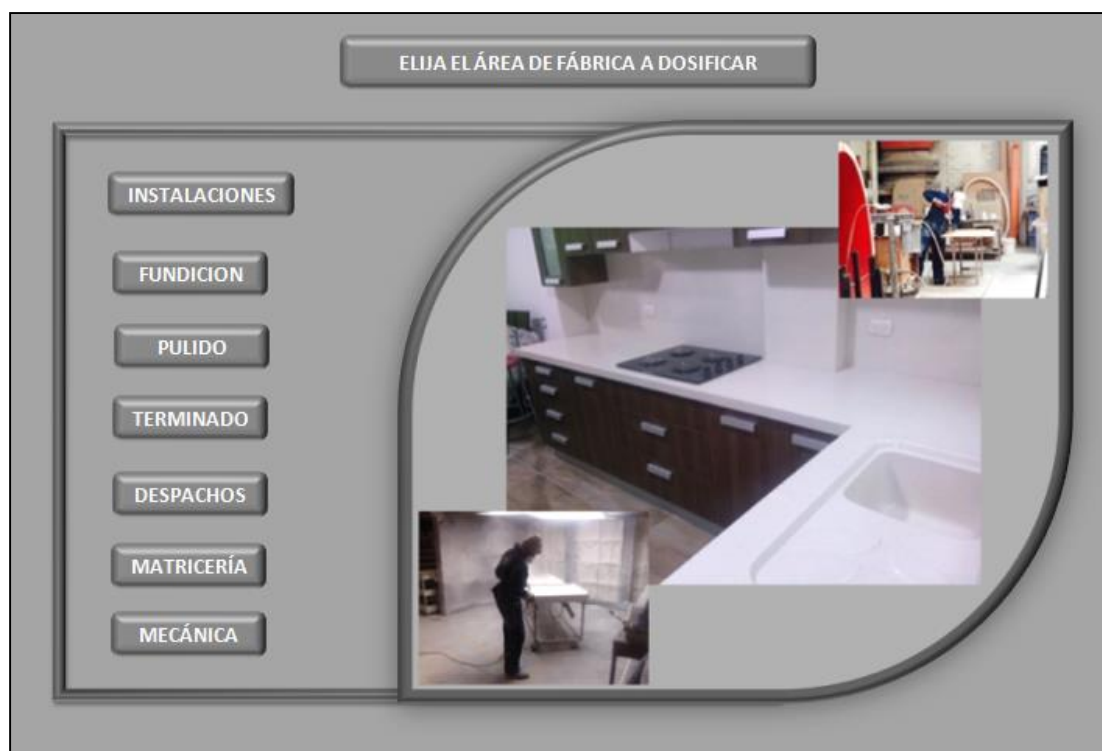 ELIJA EL ÁREA DE FÁBRICA A DOSIFICAR
INSTALACIONES
FUNDICION
PULIDO
TERMINADO
DESPACHOS
MATRICERÍA
MECÁNICA